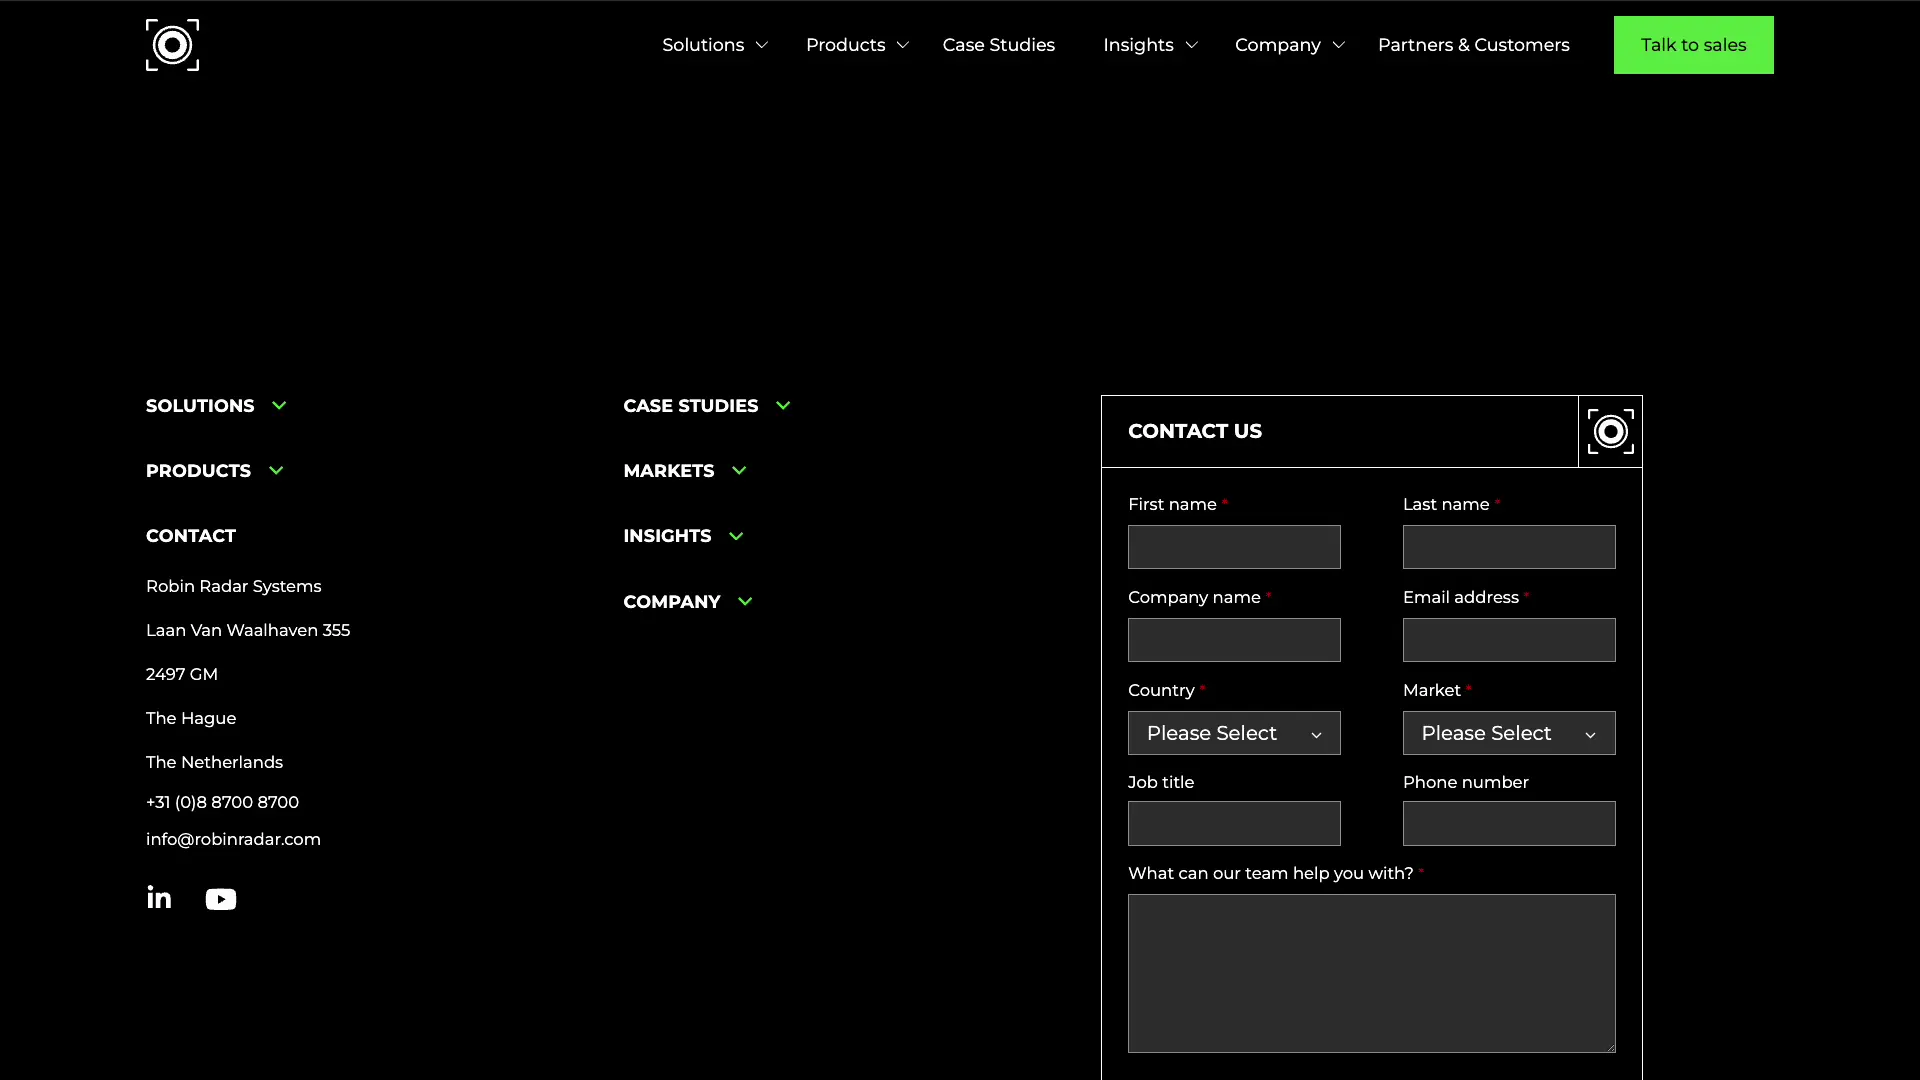 Solutions
Products
Case Studies
Insights
Company
Partners & Customers
Talk to sales
SOLUTIONS
PRODUCTS
CONTACT
Robin Radar Systems
Laan Van Waalhaven 355
2497 GM
The Hague
The Netherlands
+31 (0)8 8700 8700
info@robinradar.com
in
CASE STUDIES
MARKETS
INSIGHTS
COMPANY
CONTACT US
First name *
Last name *
Company name *
Email address *
Country *
Market *
Please Select
Please Select
Job title
Phone number
What can our team help you with? *